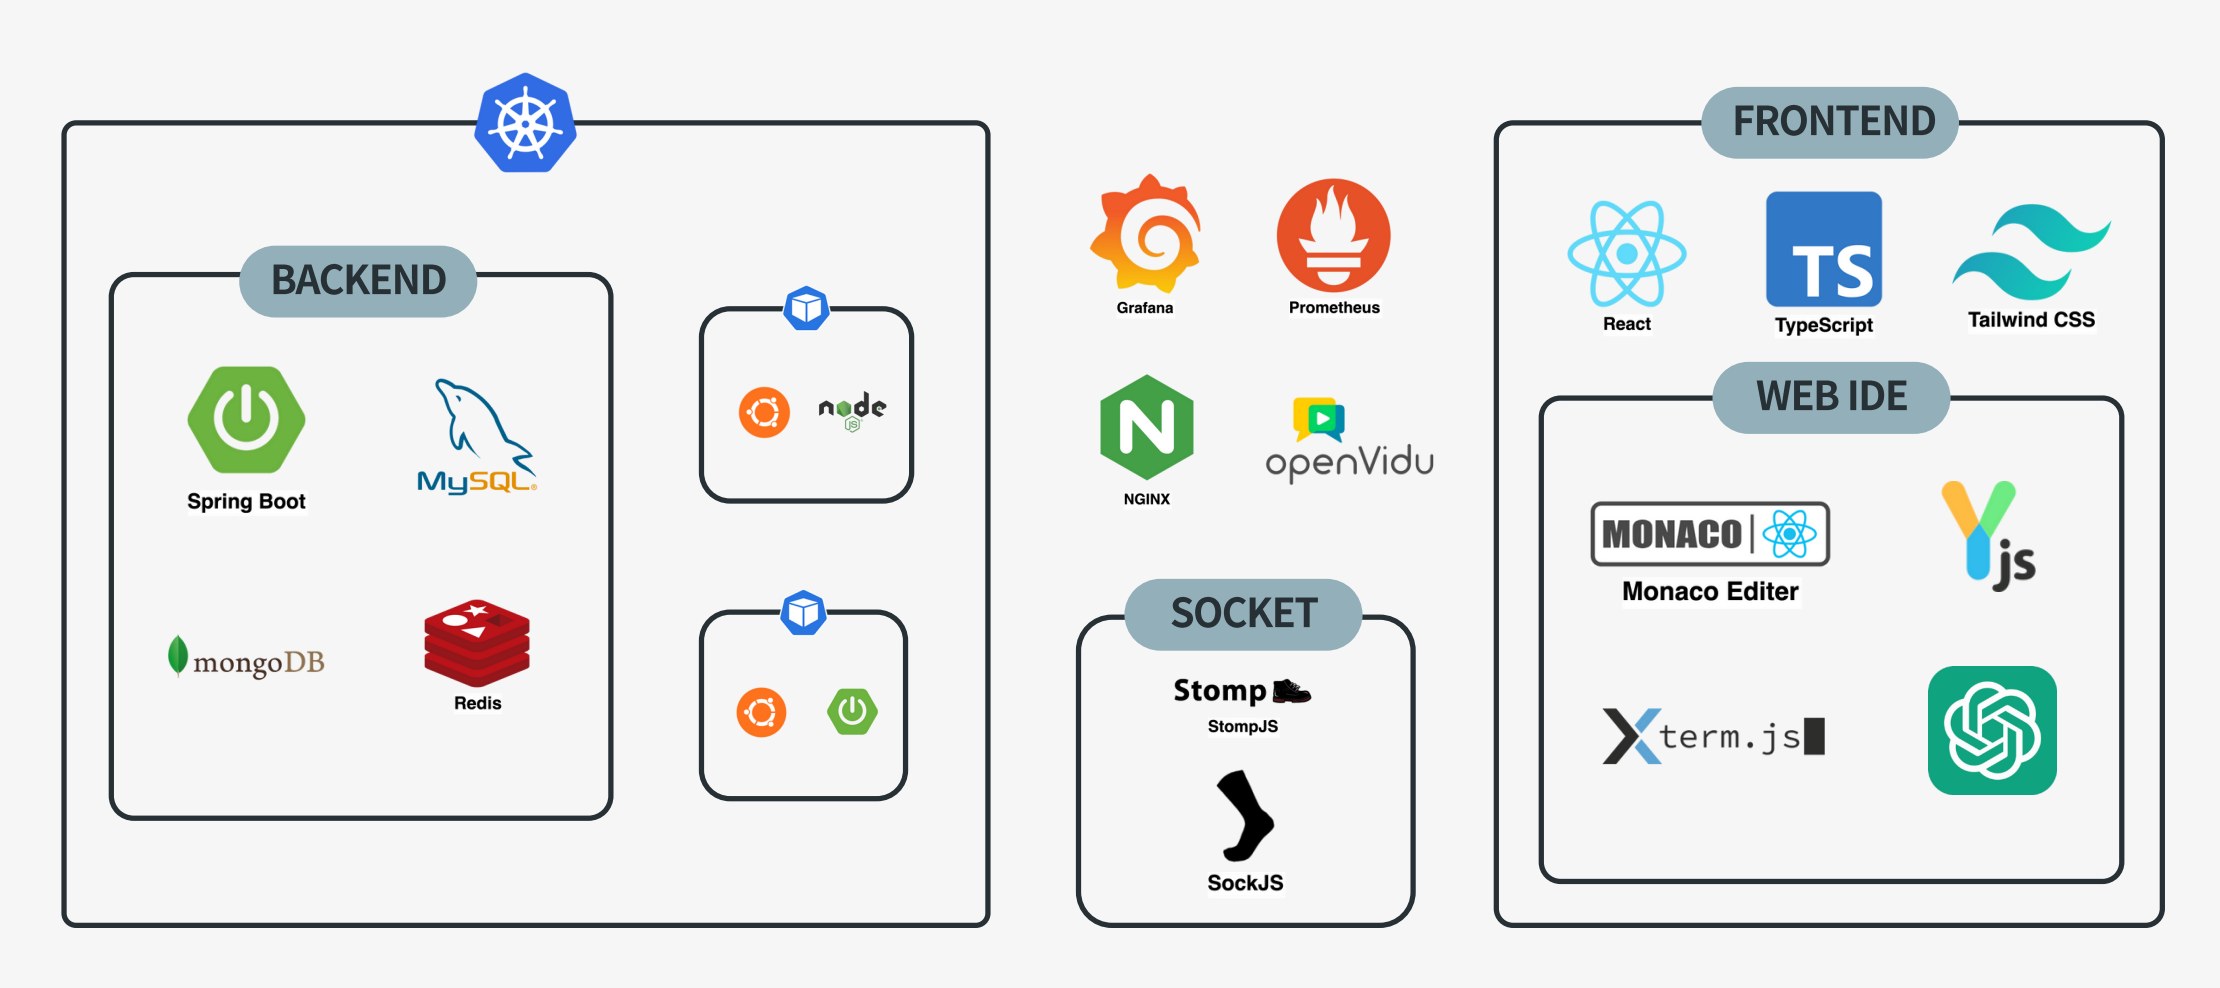 BACKEND
Spring Boot
MySQL®
mongoDB
Redis
node
JS
Grafana
Prometheus
N
NGINX
openVidu
SOCKET
Stomp
StompJS
SockJS
FRONTEND
React
TS
TypeScript
Tailwind CSS
WEB IDE
MONACO
Monaco Editer
Yjs
Xterm.js